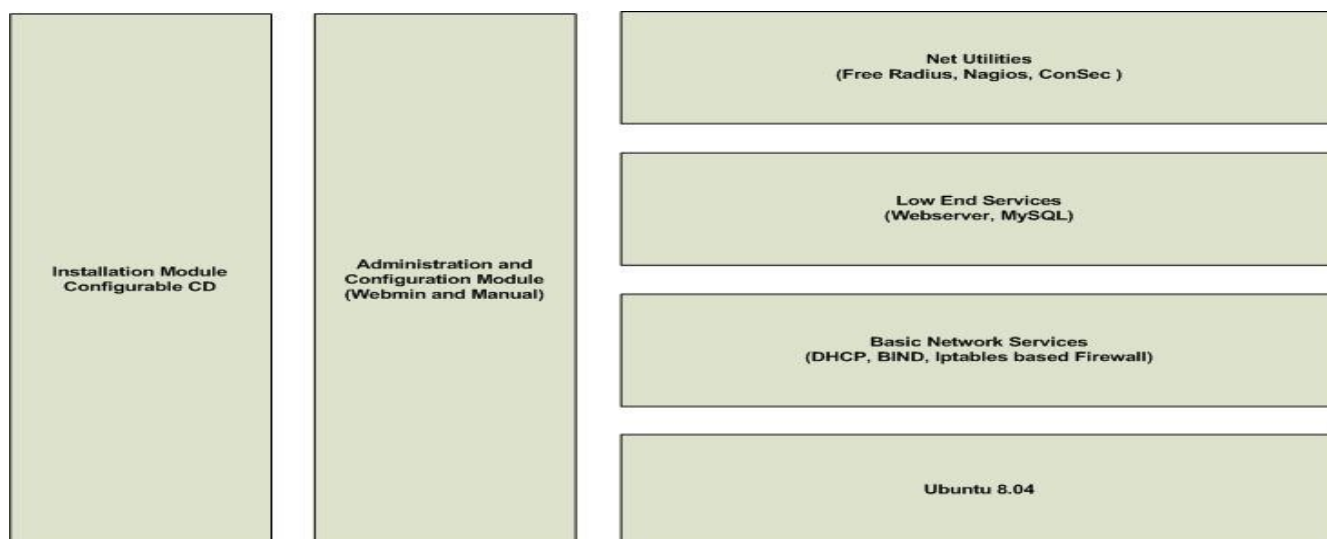 Installation Module
Configurable CD
Administration and
Configuration Module
(Webmin and Manual)
Net Utilities
(Free Radius, Nagios, ConSec )
Low End Services
(Webserver, MySQL)
Basic Network Services
(DHCP, BIND, Iptables based Firewall)
Ubuntu 8.04